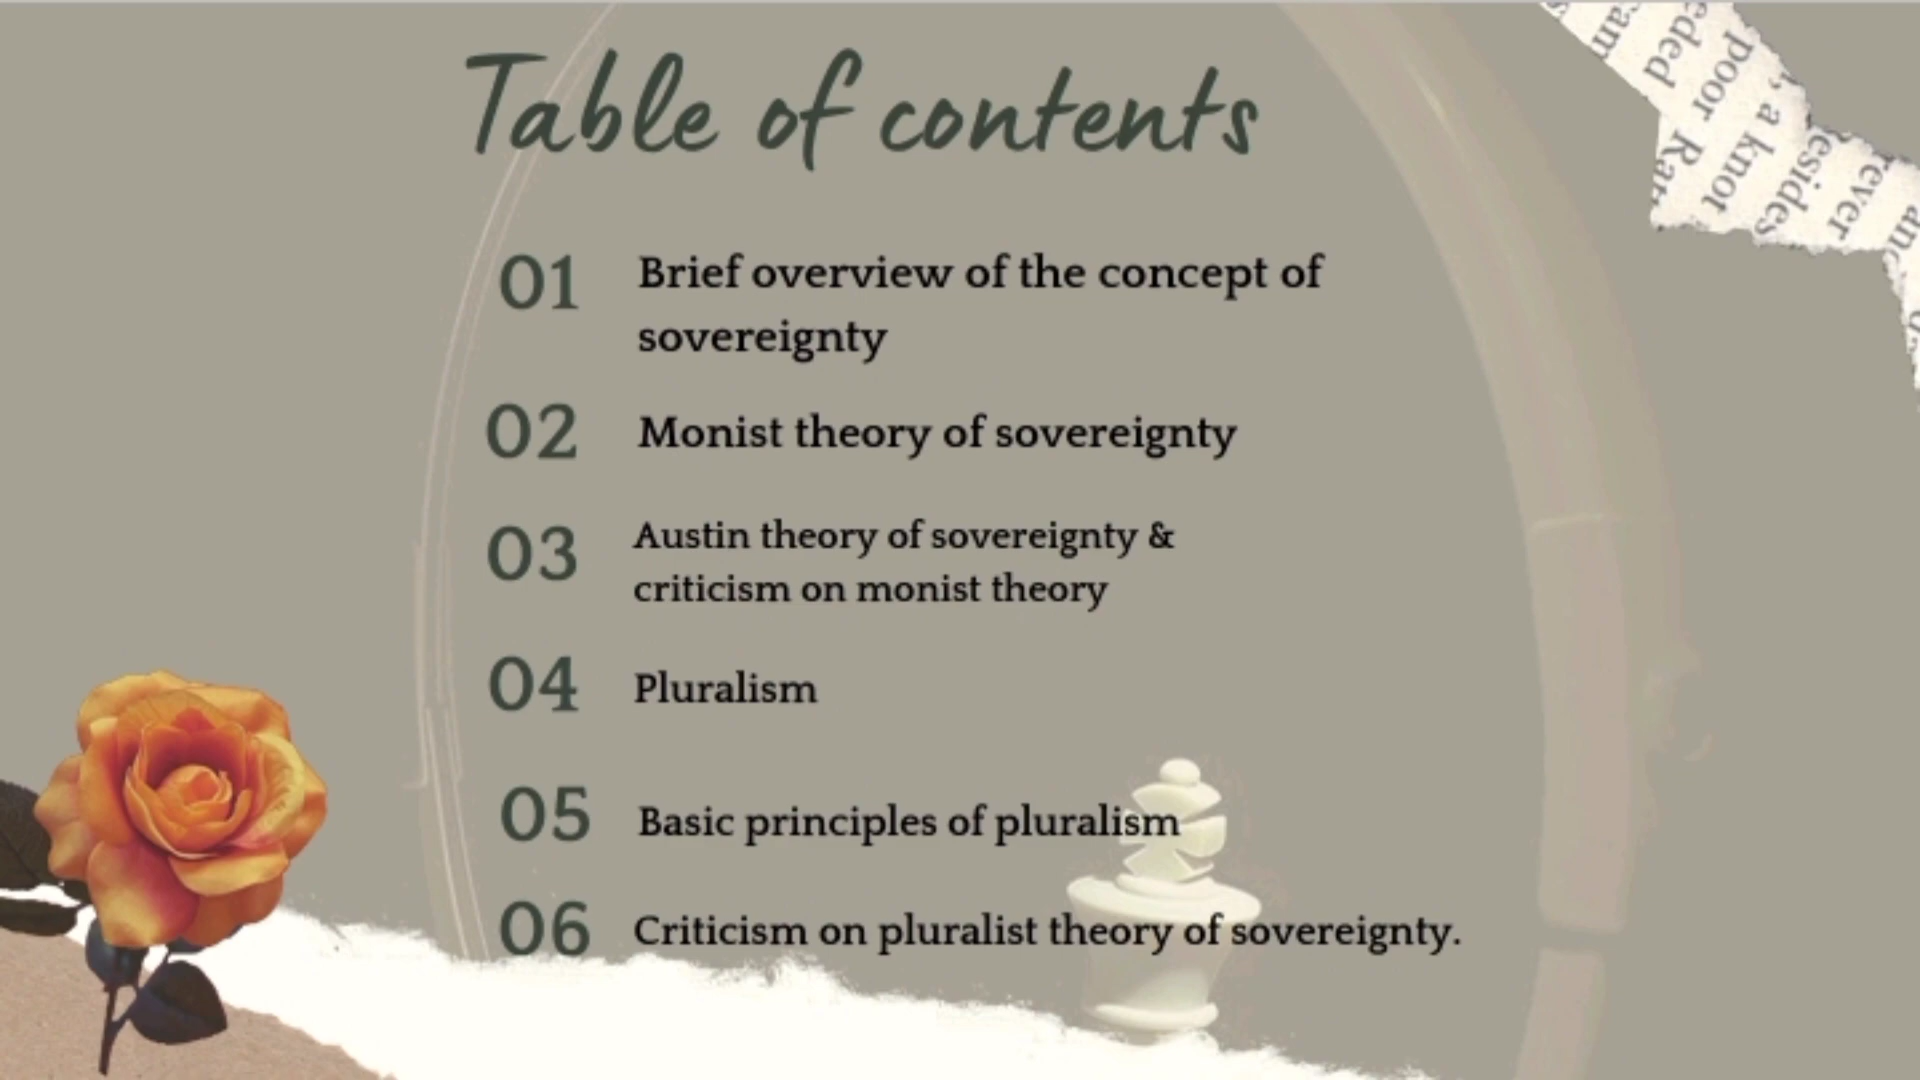 Table of contents
01 Brief overview of the concept of
sovereignty
02 Monist theory of sovereignty
03 Austin theory of sovereignty &
criticism on monist theory
04 Pluralism
05 Basic principles of pluralism
06 Criticism on pluralist theory of sovereignty.
poor
a knot